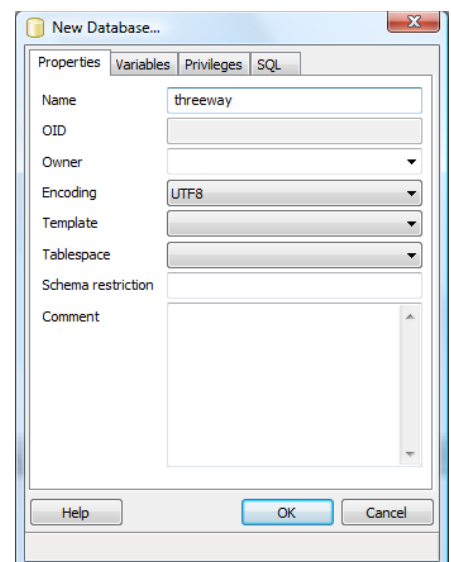 New Database...
Properties Variables Privileges SQL
Name threeway
OID
Owner
Encoding UTF8
Template
Tablespace
Schema restriction
Comment
Help OK Cancel